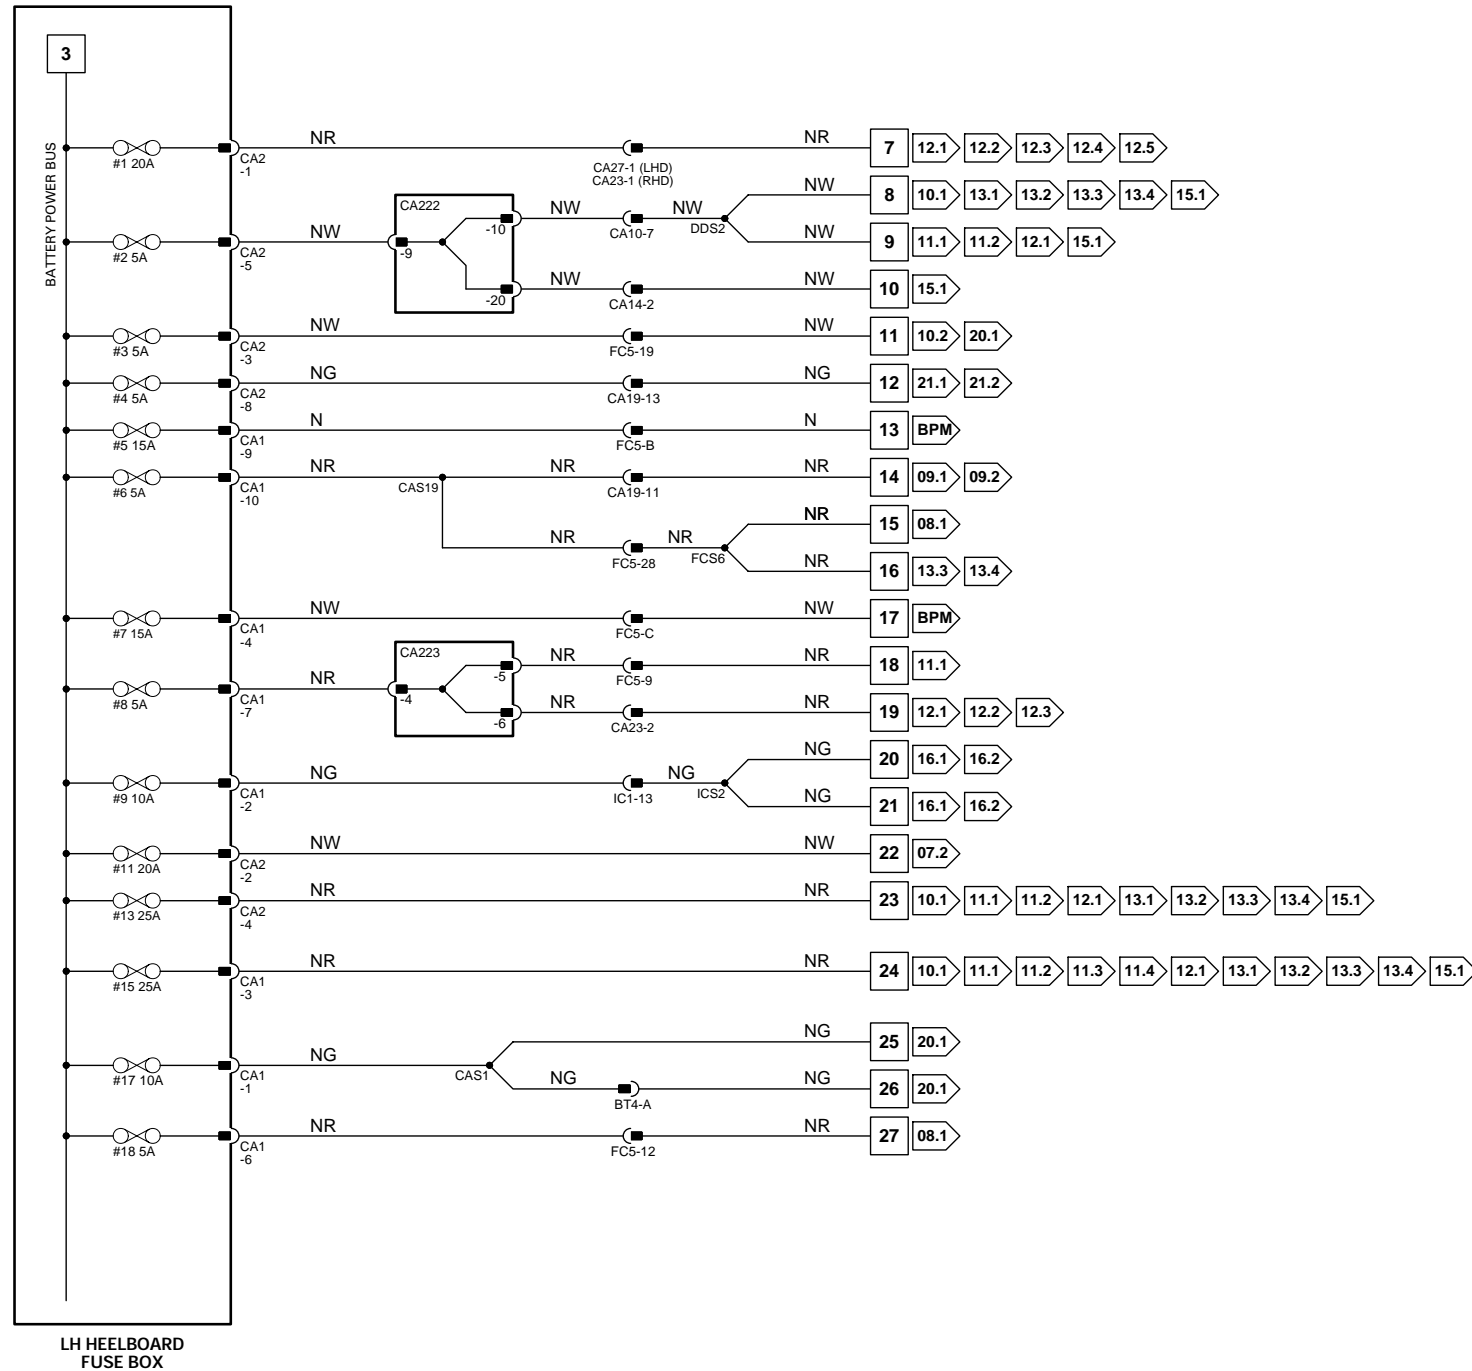 3
BATTERY POWER BUS
#1 20A
CA2
-1
NR
CA27-1 (LHD)
CA23-1 (RHD)
NR
7 12.1 12.2 12.3 12.4 12.5
#2 5A
CA2
-5
NW
CA222
-9
-10
-20
NW
CA10-7
NW
DDS2
NW
8 10.1 13.1 13.2 13.3 13.4 15.1
NW
9 11.1 11.2 12.1 15.1
NW
CA14-2
NW
10 15.1
#3 5A
CA2
-3
NW
FC5-19
NW
11 10.2 20.1
#4 5A
CA2
-8
NG
CA19-13
NG
12 21.1 21.2
#5 15A
CA1
-9
N
FC5-B
N
13 BPM
#6 5A
CA1
-10
NR
CAS19
NR
CA19-11
NR
14 09.1 09.2
NR
FC5-28
NR
FCS6
NR
15 08.1
NR
16 13.3 13.4
#7 15A
CA1
-4
NW
FC5-C
NW
17 BPM
#8 5A
CA1
-7
NR
CA223
-4
-5
-6
NR
FC5-9
NR
18 11.1
NR
CA23-2
NR
19 12.1 12.2 12.3
#9 10A
CA1
-2
NG
IC1-13
NG
ICS2
NG
20 16.1 16.2
NG
21 16.1 16.2
#11 20A
CA2
-2
NW
NW
22 07.2
#13 25A
CA2
-4
NR
NR
23 10.1 11.1 11.2 12.1 13.1 13.2 13.3 13.4 15.1
#15 25A
CA1
-3
NR
NR
24 10.1 11.1 11.2 11.3 11.4 12.1 13.1 13.2 13.3 13.4 15.1
#17 10A
CA1
-1
NG
CAS1
NG
25 20.1
NG
BT4-A
NG
26 20.1
#18 5A
CA1
-6
NR
FC5-12
NR
27 08.1
LH HEELBOARD
FUSE BOX